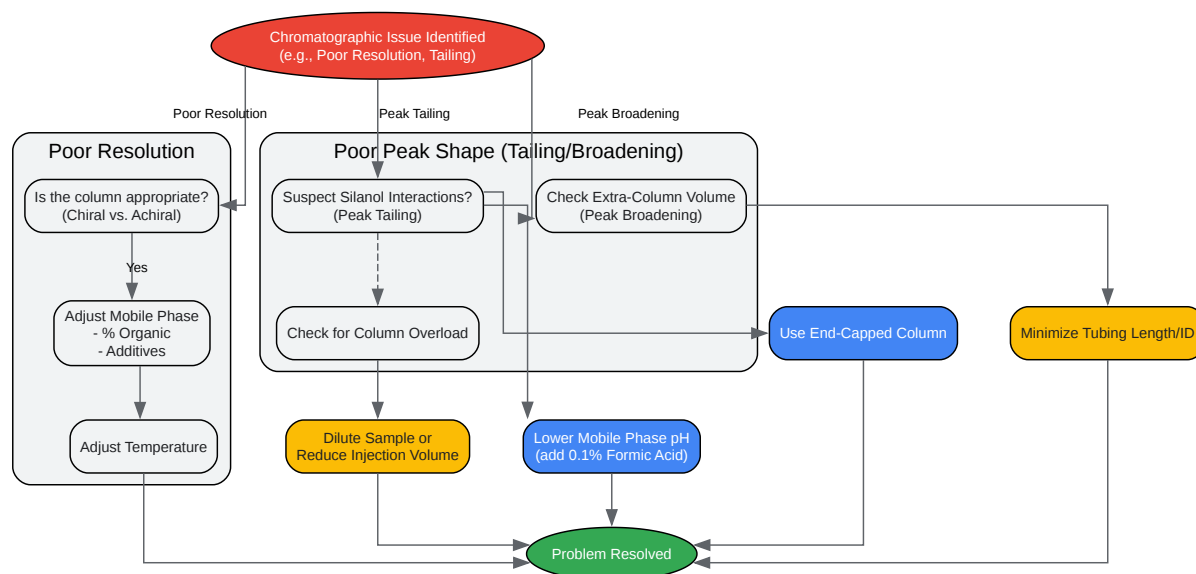 Chromatographic Issue Identified
(e.g., Poor Resolution, Tailing)
Poor Resolution
Peak Tailing
Peak Broadening
Poor Resolution
Is the column appropriate?
(Chiral vs. Achiral)
Yes
Adjust Mobile Phase
- % Organic
- Additives
Adjust Temperature
Poor Peak Shape (Tailing/Broadening)
Suspect Silanol Interactions?
(Peak Tailing)
Check Extra-Column Volume
(Peak Broadening)
Check for Column Overload
Use End-Capped Column
Minimize Tubing Length/ID
Dilute Sample or
Reduce Injection Volume
Lower Mobile Phase pH
(add 0.1% Formic Acid)
Problem Resolved